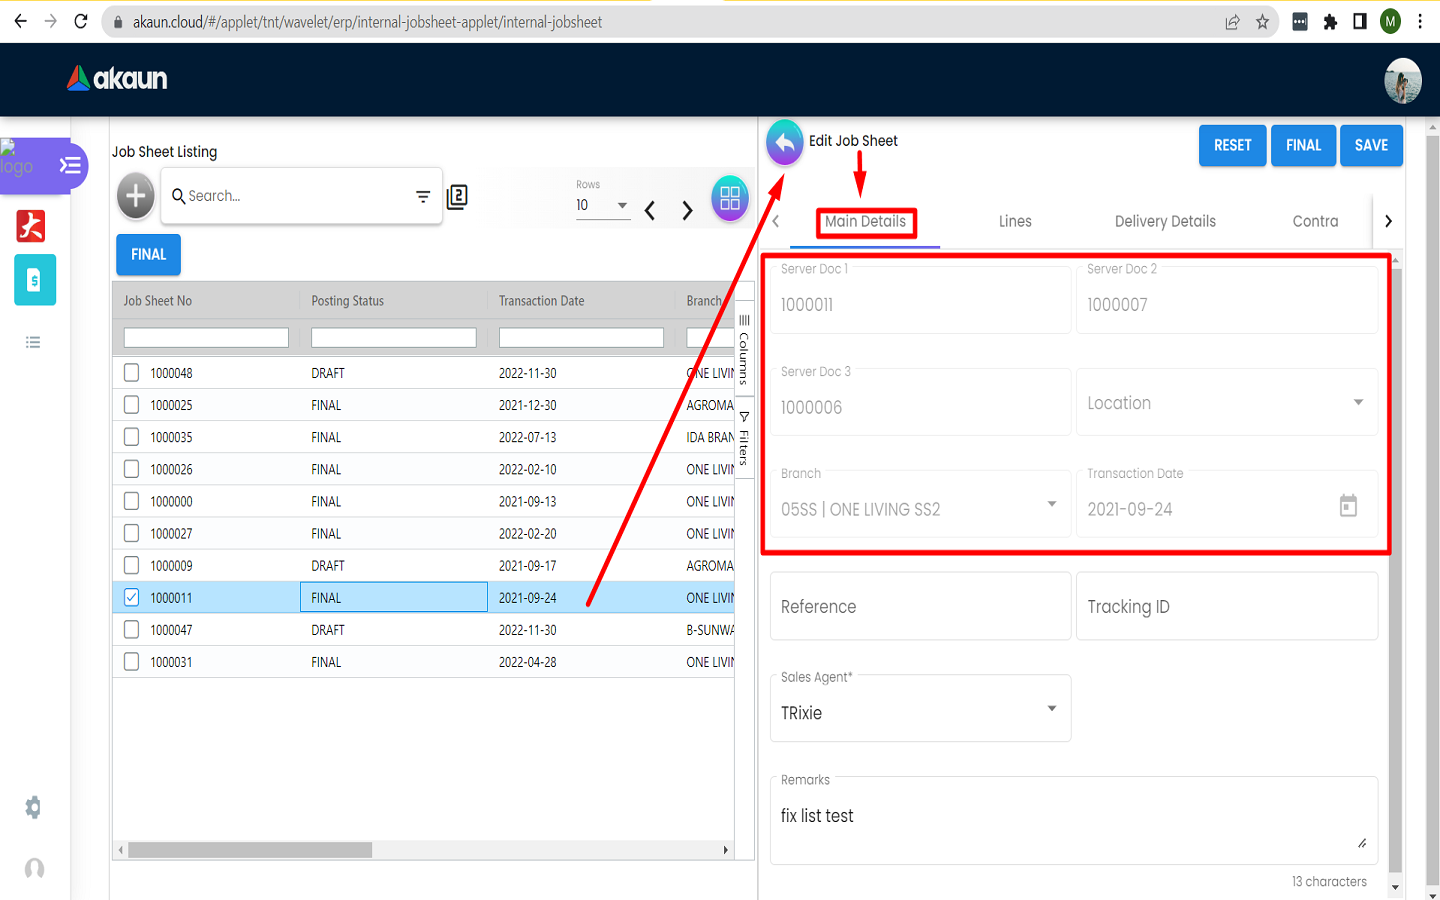 akaun.cloud/#/applet/tnt/wavelet/erp/internal-jobsheet-applet/internal-jobsheet
M
akaun
logo
Job Sheet Listing
Search...
2
Rows
10
FINAL
Job Sheet No Posting Status Transaction Date Branch
1000048 DRAFT 2022-11-30 ONE LIVIN
1000025 FINAL 2021-12-30 AGROMA
1000035 FINAL 2022-07-13 IDA BRAN
1000026 FINAL 2022-02-10 ONE LIVIN
1000000 FINAL 2021-09-13 ONE LIVIN
1000027 FINAL 2022-02-20 ONE LIVIN
1000009 DRAFT 2021-09-17 AGROMA
1000011 FINAL 2021-09-24 ONE LIVIN
1000047 DRAFT 2022-11-30 B-SUNWA
1000031 FINAL 2022-04-28 ONE LIVIN
Columns
Filters
Edit Job Sheet
RESET FINAL SAVE
Main Details Lines Delivery Details Contra
Server Doc 1 Server Doc 2
1000011 1000007
Server Doc 3
1000006 Location
Branch Transaction Date
05SS | ONE LIVING SS2 2021-09-24
Reference Tracking ID
Sales Agent*
TRixie
Remarks
fix list test
13 characters